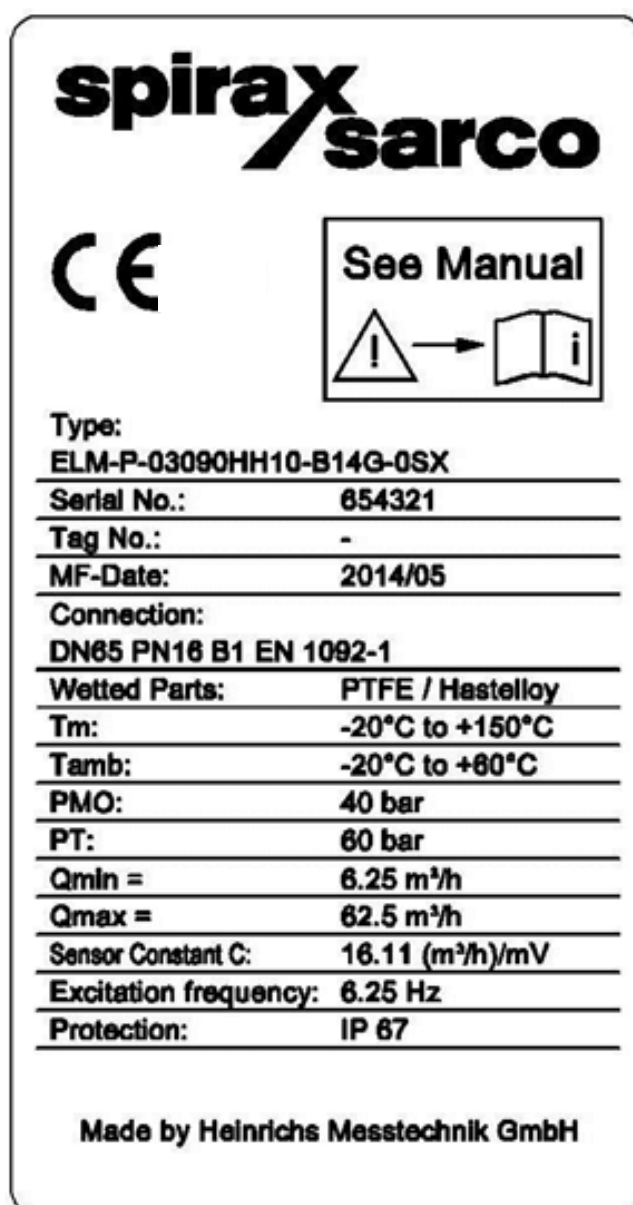 spirax
sarco
CE
See Manual
! i
Type:
ELM-P-03090HH10-B14G-0SX
Serial No.: 654321
Tag No.: -
MF-Date: 2014/05
Connection:
DN65 PN16 B1 EN 1092-1
Wetted Parts: PTFE / Hastelloy
Tm: -20°C to +150°C
Tamb: -20°C to +60°C
PMO: 40 bar
PT: 60 bar
Qmin = 6.25 m³/h
Qmax = 62.5 m³/h
Sensor Constant C: 16.11 (m³/h)/mV
Excitation frequency: 6.25 Hz
Protection: IP 67
Made by Heinrichs Messtechnik GmbH